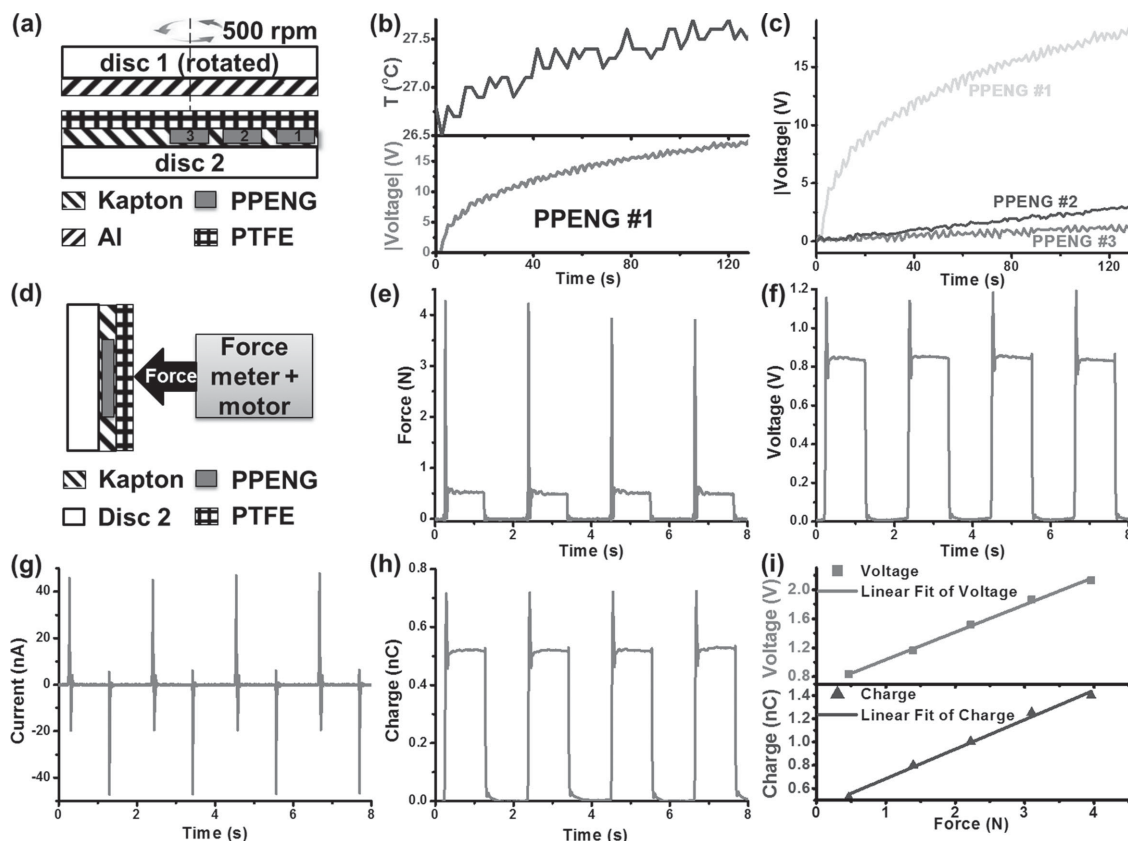 (a)
500 rpm
disc 1 (rotated)
3 2 1
disc 2
Kapton PPENG
Al PTFE
(b)
T (°C)
27.5
27.0
26.5
|Voltage| (V)
15
10
5
0
PPENG #1
0 40 80 120
Time (s)
(c)
|Voltage| (V)
15
10
5
0
PPENG #1
PPENG #2
PPENG #3
0 40 80 120
Time (s)
(d)
Force
Force
meter +
motor
Kapton PPENG
Disc 2 PTFE
(e)
Force (N)
4
3
2
1
0
0 2 4 6 8
Time (s)
(f)
Voltage (V)
1.2
1.0
0.8
0.6
0.4
0.2
0.0
0 2 4 6 8
Time (s)
(g)
Current (nA)
40
20
0
-20
-40
0 2 4 6 8
Time (s)
(h)
Charge (nC)
0.8
0.6
0.4
0.2
0.0
0 2 4 6 8
Time (s)
(i)
Voltage (V)
2.0
1.6
1.2
0.8
Voltage
Linear Fit of Voltage
Charge (nC)
1.4
1.2
1.0
0.8
0.6
Charge
Linear Fit of Charge
0 1 2 3 4
Force (N)